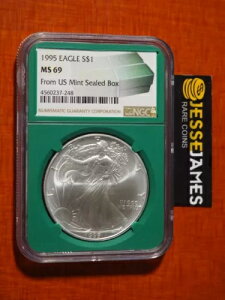 1995 EAGLE S$1
MS 69
From US Mint Sealed Box
4560237-248
NUMISMATIC GUARANTY CORPORATION
NGC
JESSE JAMES
RARE COINS
1995